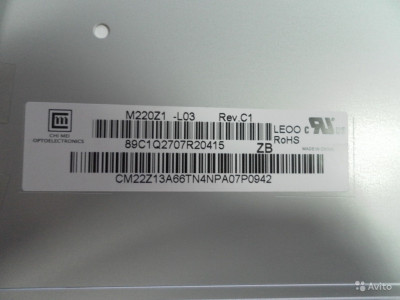 M220Z1 -L03 Rev.C1
CHI MEI
OPTOELECTRONICS
LEOO
RoHS
89C1Q2707R20415 ZB
CM22Z13A66TN4NPA07P0942
Avito